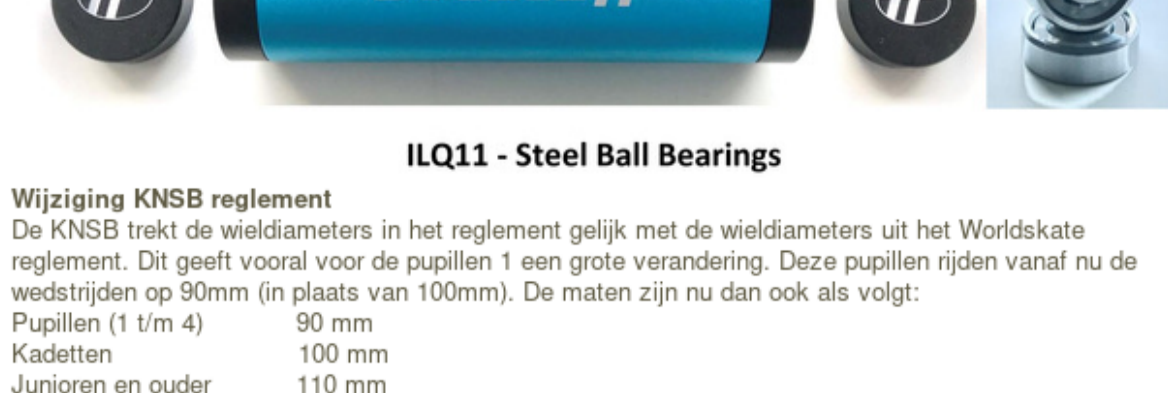 ILQ11 - Steel Ball Bearings
Wijziging KNSB reglement
De KNSB trekt de wieldiameters in het reglement gelijk met de wieldiameters uit het Worldskate
reglement. Dit geeft vooral voor de pupillen 1 een grote verandering. Deze pupillen rijden vanaf nu de
wedstrijden op 90mm (in plaats van 100mm). De maten zijn nu dan ook als volgt:
Pupillen (1 t/m 4) 90 mm
Kadetten 100 mm
Junioren en ouder 110 mm